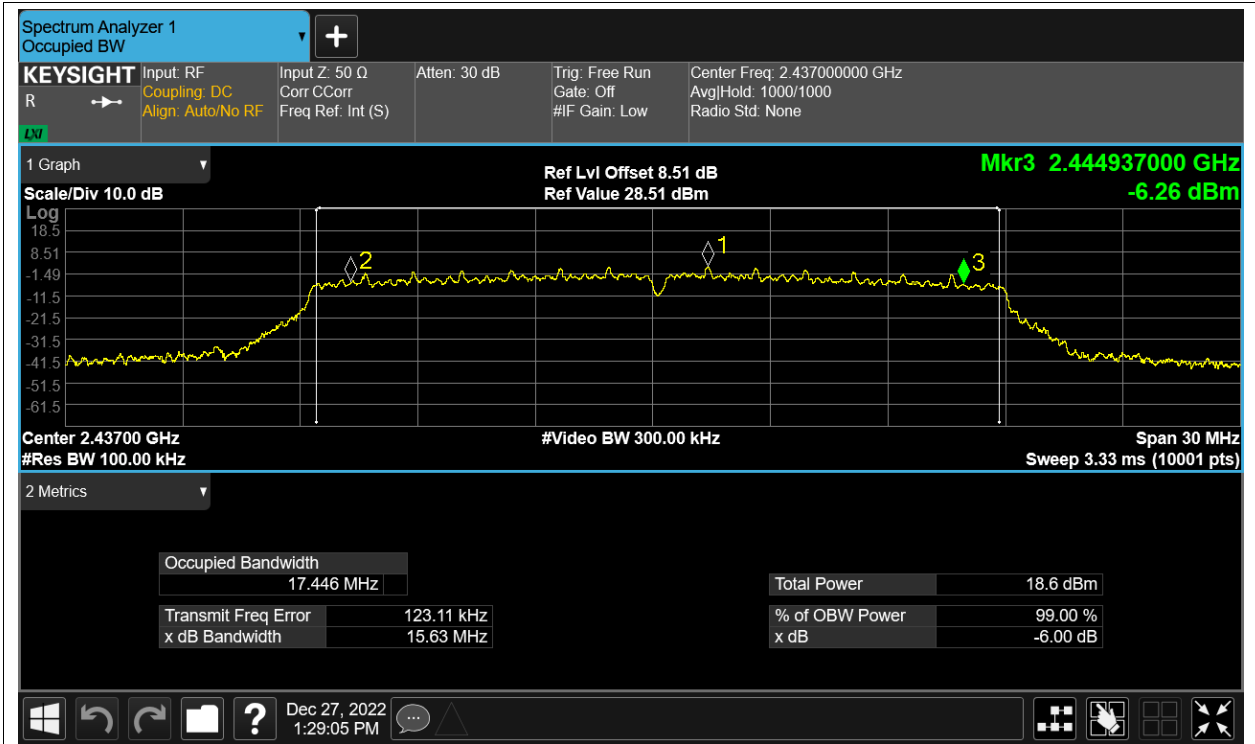 Spectrum Analyzer 1
Occupied BW
KEYSIGHT
R
LXI
Input: RF
Coupling: DC
Align: Auto/No RF
Input Z: 50 Ω
Corr CCorr
Freq Ref: Int (S)
Atten: 30 dB
Trig: Free Run
Gate: Off
#IF Gain: Low
Center Freq: 2.437000000 GHz
Avg|Hold: 1000/1000
Radio Std: None
1 Graph
Scale/Div 10.0 dB
Ref Lvl Offset 8.51 dB
Ref Value 28.51 dBm
Mkr3 2.444937000 GHz
-6.26 dBm
Log
18.5
8.51
-1.49
-11.5
-21.5
-31.5
-41.5
-51.5
-61.5
2
1
3
Center 2.43700 GHz
#Res BW 100.00 kHz
#Video BW 300.00 kHz
Span 30 MHz
Sweep 3.33 ms (10001 pts)
2 Metrics
Occupied Bandwidth
17.446 MHz
Transmit Freq Error 123.11 kHz
x dB Bandwidth 15.63 MHz
Total Power 18.6 dBm
% of OBW Power 99.00 %
x dB -6.00 dB
?
Dec 27, 2022
1:29:05 PM